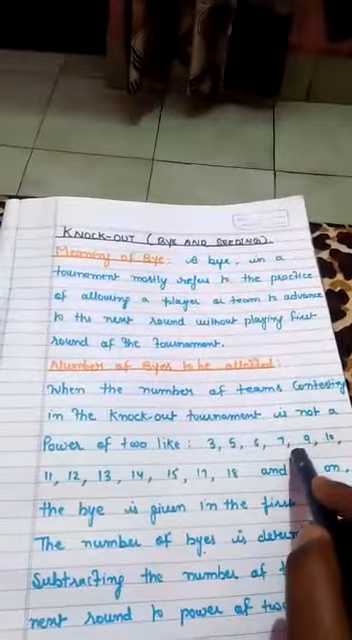 KNOCK-OUT (BYE AND SEEDING).
Meaning of Bye: A bye, in a
tournament mostly refers to the practice
of allowing a player or team to advance
to the next round without playing first
round of the tournament.
Number of Byes to be allotted:
When the number of teams Contesting
in the Knock-out tournament is not a
Power of two like: 3, 5, 6, 7, 9, 10,
11, 12, 13, 14, 15, 17, 18 and on,
the bye is given in the first
The number of byes is
Subtracting the number of
next round to power of two